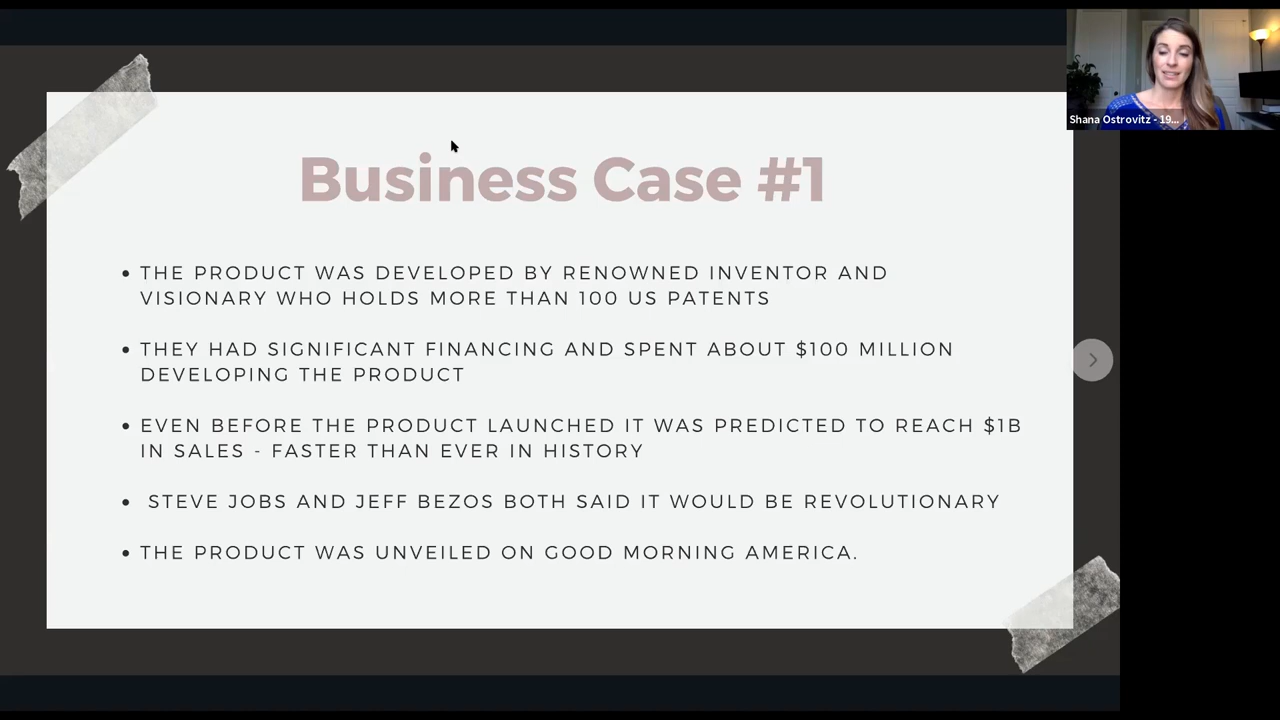 Business Case #1
THE PRODUCT WAS DEVELOPED BY RENOWNED INVENTOR AND
VISIONARY WHO HOLDS MORE THAN 100 US PATENTS
THEY HAD SIGNIFICANT FINANCING AND SPENT ABOUT $100 MILLION
DEVELOPING THE PRODUCT
EVEN BEFORE THE PRODUCT LAUNCHED IT WAS PREDICTED TO REACH $1B
IN SALES - FASTER THAN EVER IN HISTORY
STEVE JOBS AND JEFF BEZOS BOTH SAID IT WOULD BE REVOLUTIONARY
THE PRODUCT WAS UNVEILED ON GOOD MORNING AMERICA.
Shana Ostrovitz - 19...